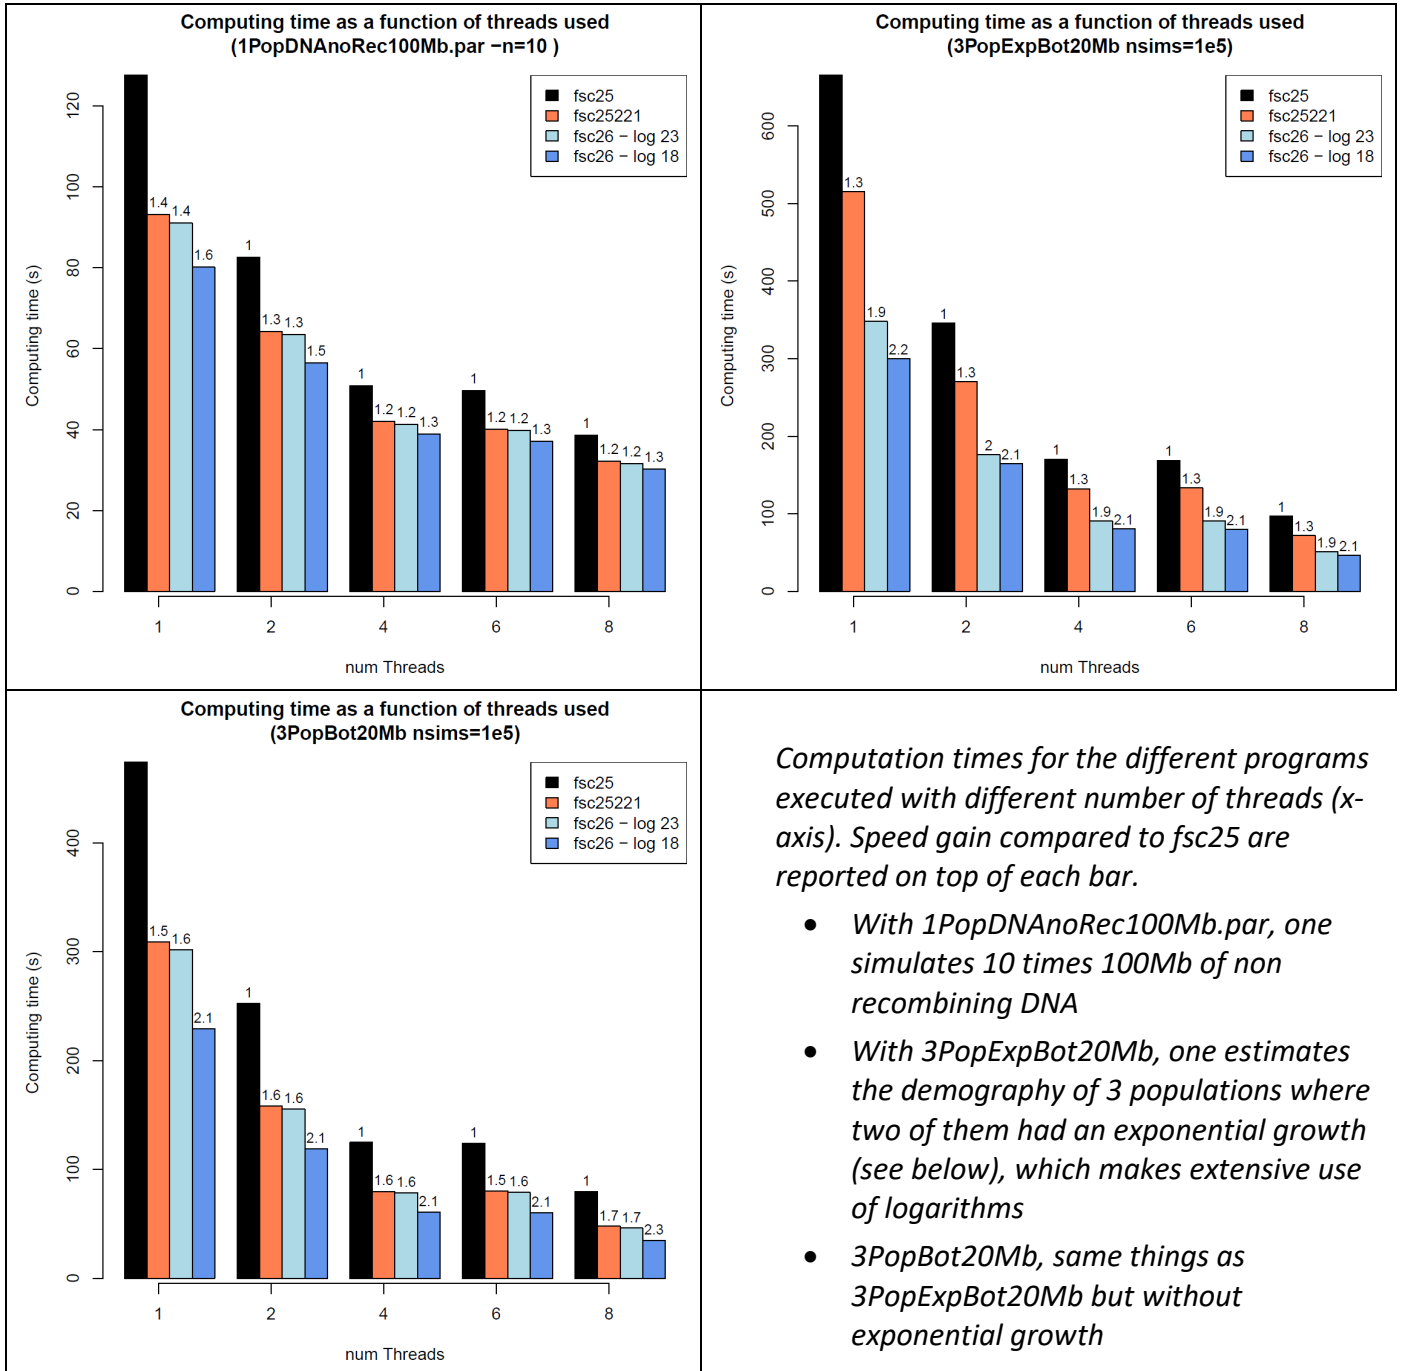 Computing time as a function of threads used
(1PopDNAnoRec100Mb.par −n=10 )
fsc25
fsc25221
fsc26 − log 23
fsc26 − log 18
Computing time (s)
0
20
40
60
80
100
120
1.4
1.4
1.6
1
1.3
1.3
1.5
1
1.2
1.2
1.3
1
1.2
1.2
1.3
1
1.2
1.2
1.3
1
2
4
6
8
num Threads
Computing time as a function of threads used
(3PopExpBot20Mb nsims=1e5)
fsc25
fsc25221
fsc26 − log 23
fsc26 − log 18
Computing time (s)
0
100
200
300
400
500
600
1.3
1.9
2.2
1
1.3
2
2.1
1
1.3
1.9
2.1
1
1.3
1.9
2.1
1
1.3
1.9
2.1
1
2
4
6
8
num Threads
Computing time as a function of threads used
(3PopBot20Mb nsims=1e5)
fsc25
fsc25221
fsc26 − log 23
fsc26 − log 18
Computing time (s)
0
100
200
300
400
1.5
1.6
2.1
1
1.6
1.6
2.1
1
1.6
1.6
2.1
1
1.5
1.6
2.1
1
1.7
1.7
2.3
1
2
4
6
8
num Threads
Computation times for the different programs
executed with different number of threads (x-
axis). Speed gain compared to fsc25 are
reported on top of each bar.
• With 1PopDNAnoRec100Mb.par, one
simulates 10 times 100Mb of non
recombining DNA
• With 3PopExpBot20Mb, one estimates
the demography of 3 populations where
two of them had an exponential growth
(see below), which makes extensive use
of logarithms
• 3PopBot20Mb, same things as
3PopExpBot20Mb but without
exponential growth